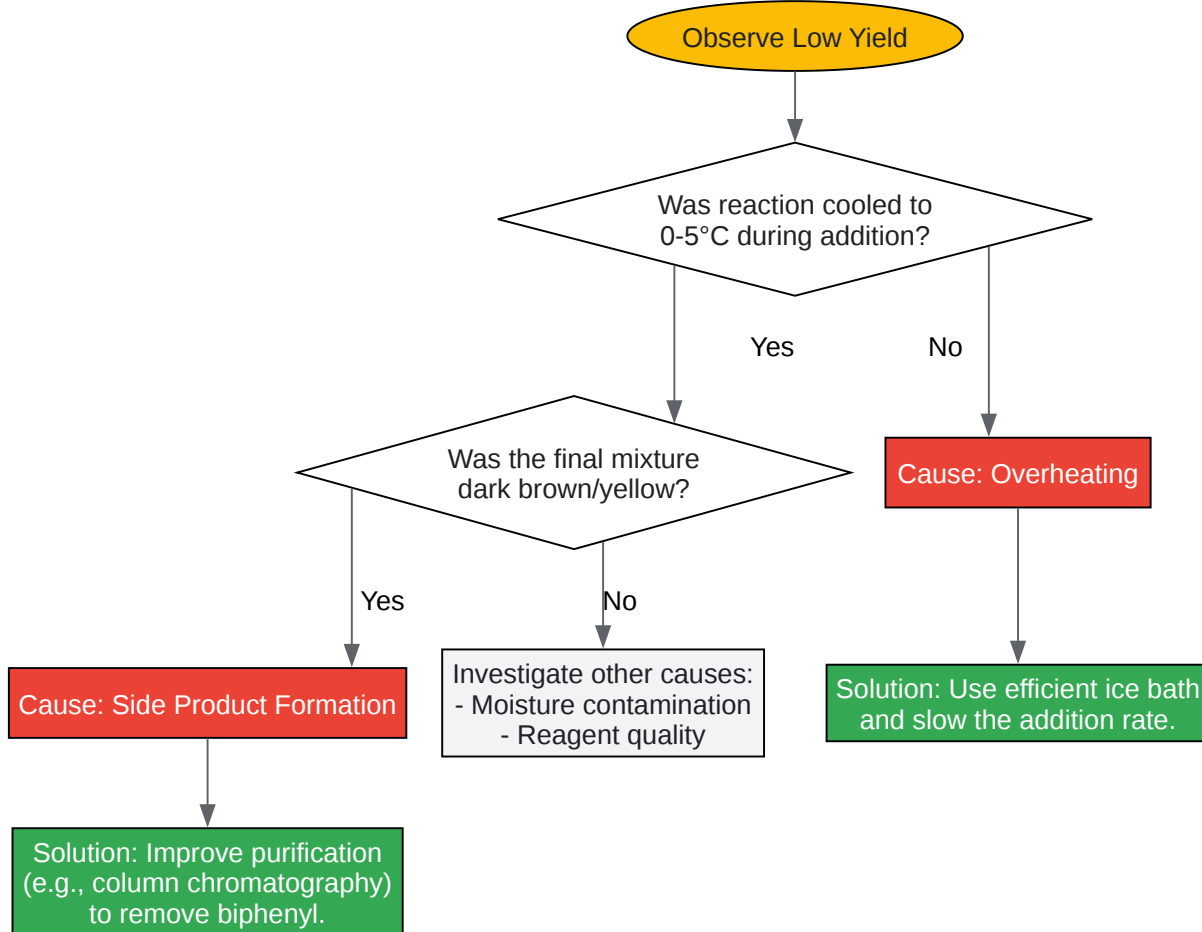 Observe Low Yield
Was reaction cooled to
0-5°C during addition?
Yes
No
Was the final mixture
dark brown/yellow?
Cause: Overheating
Yes
No
Cause: Side Product Formation
Investigate other causes:
- Moisture contamination
- Reagent quality
Solution: Use efficient ice bath
and slow the addition rate.
Solution: Improve purification
(e.g., column chromatography)
to remove biphenyl.